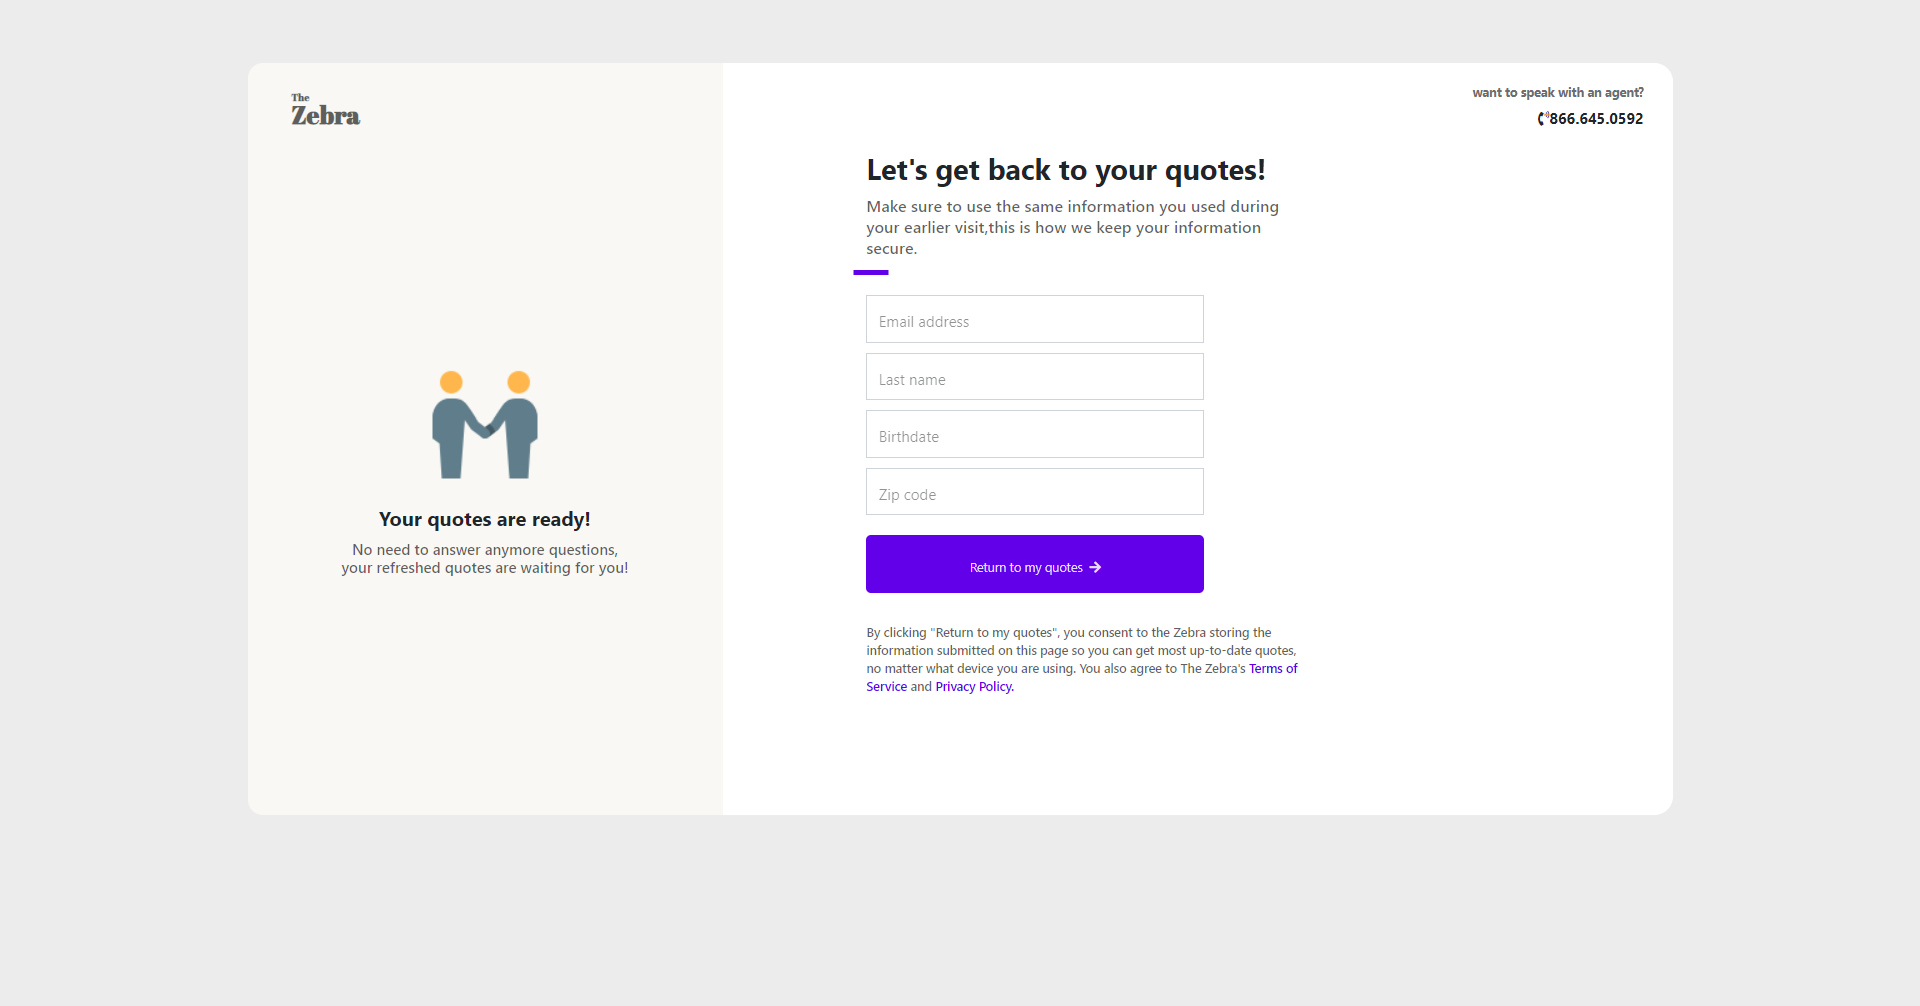 The
Zebra
Your quotes are ready!
No need to answer anymore questions,
your refreshed quotes are waiting for you!
want to speak with an agent?
866.645.0592
Let's get back to your quotes!
Make sure to use the same information you used during
your earlier visit,this is how we keep your information
secure.
Email address
Last name
Birthdate
Zip code
Return to my quotes
By clicking "Return to my quotes", you consent to the Zebra storing the
information submitted on this page so you can get most up-to-date quotes,
no matter what device you are using. You also agree to The Zebra's Terms of
Service and Privacy Policy.